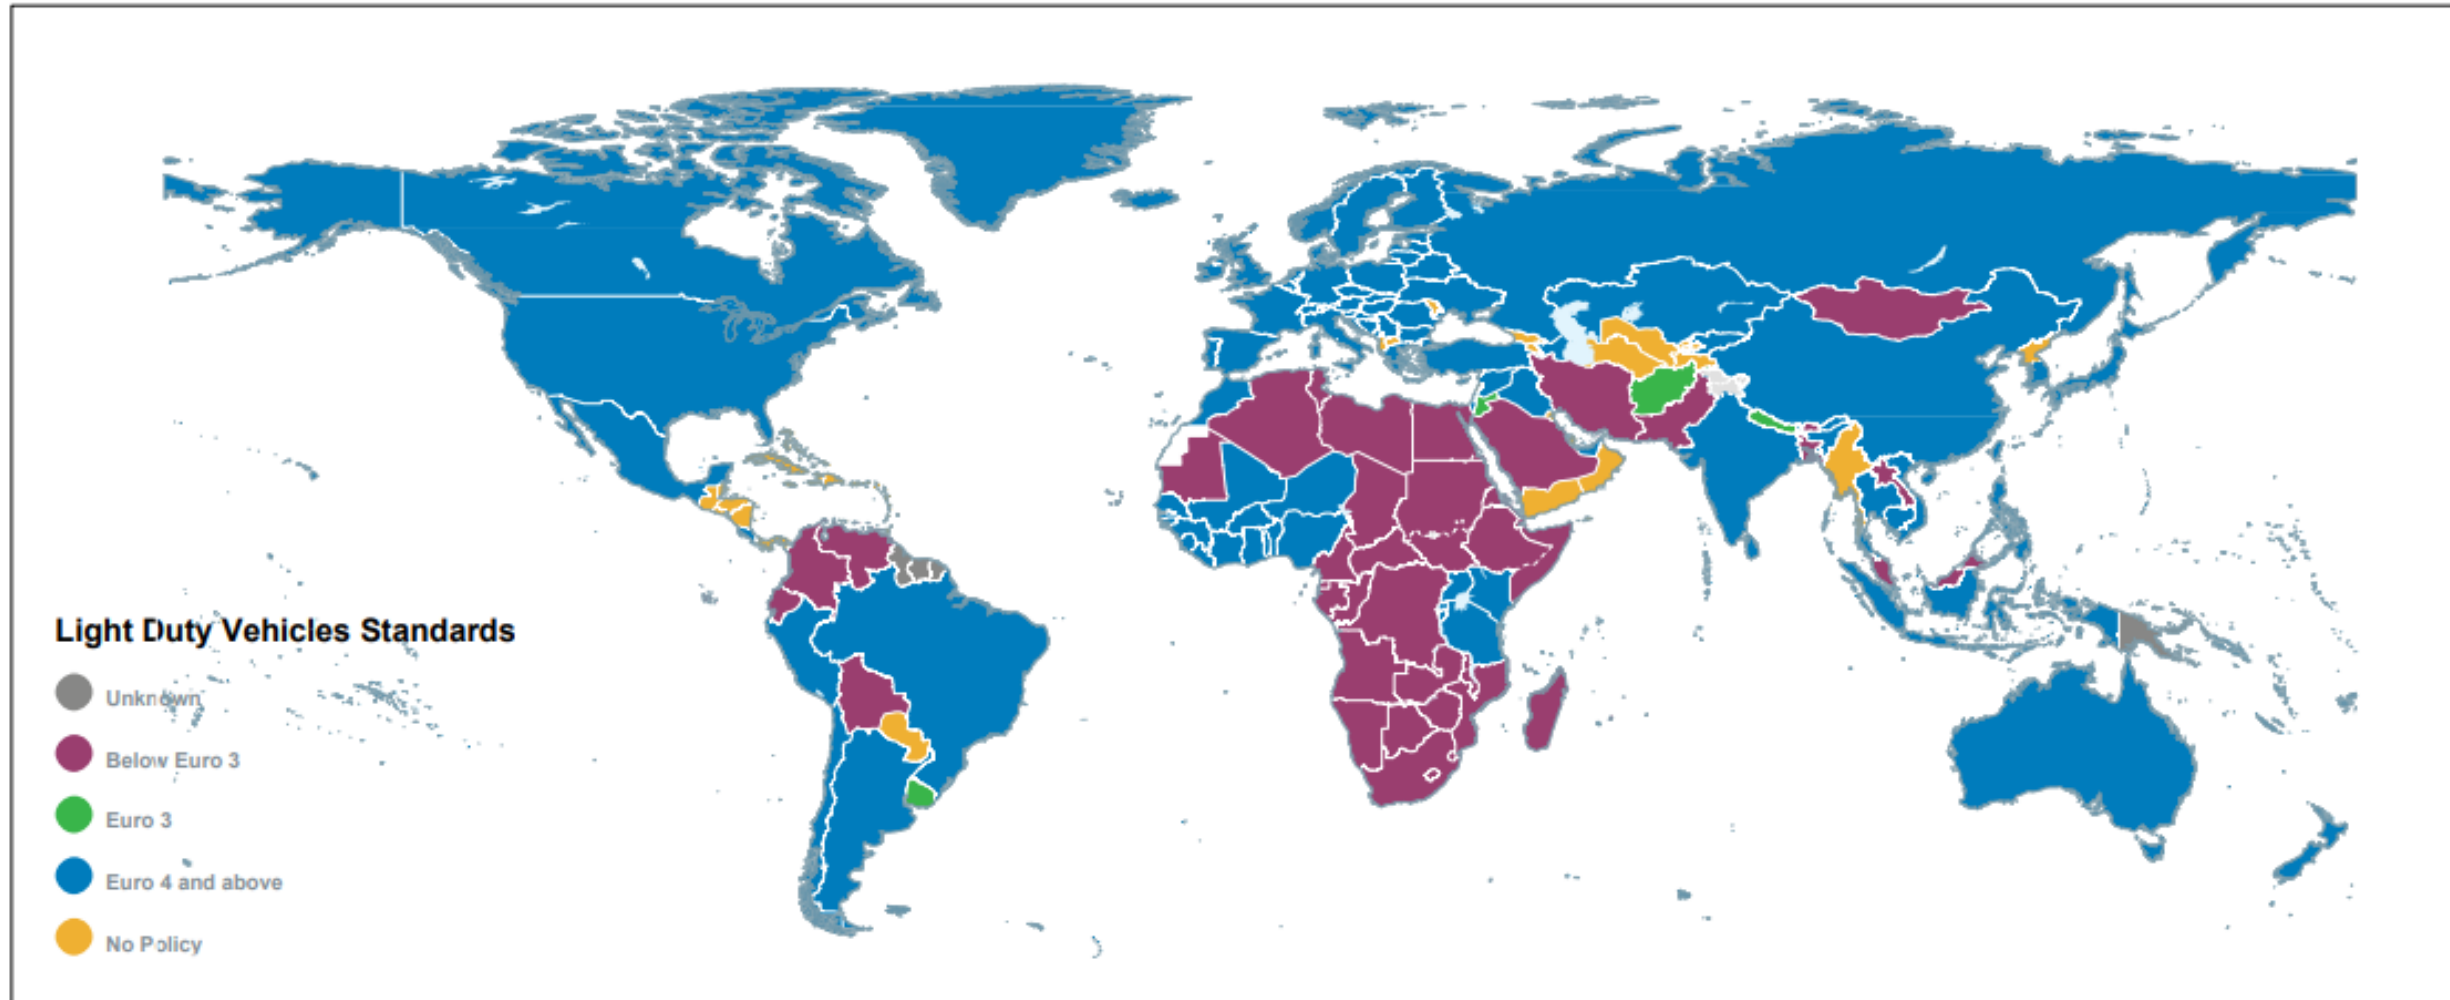 Light Duty Vehicles Standards
Unknown
Below Euro 3
Euro 3
Euro 4 and above
No Policy